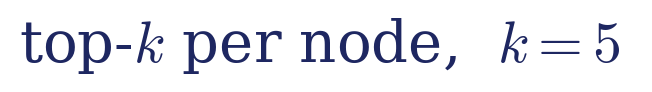 top-k per node, k = 5